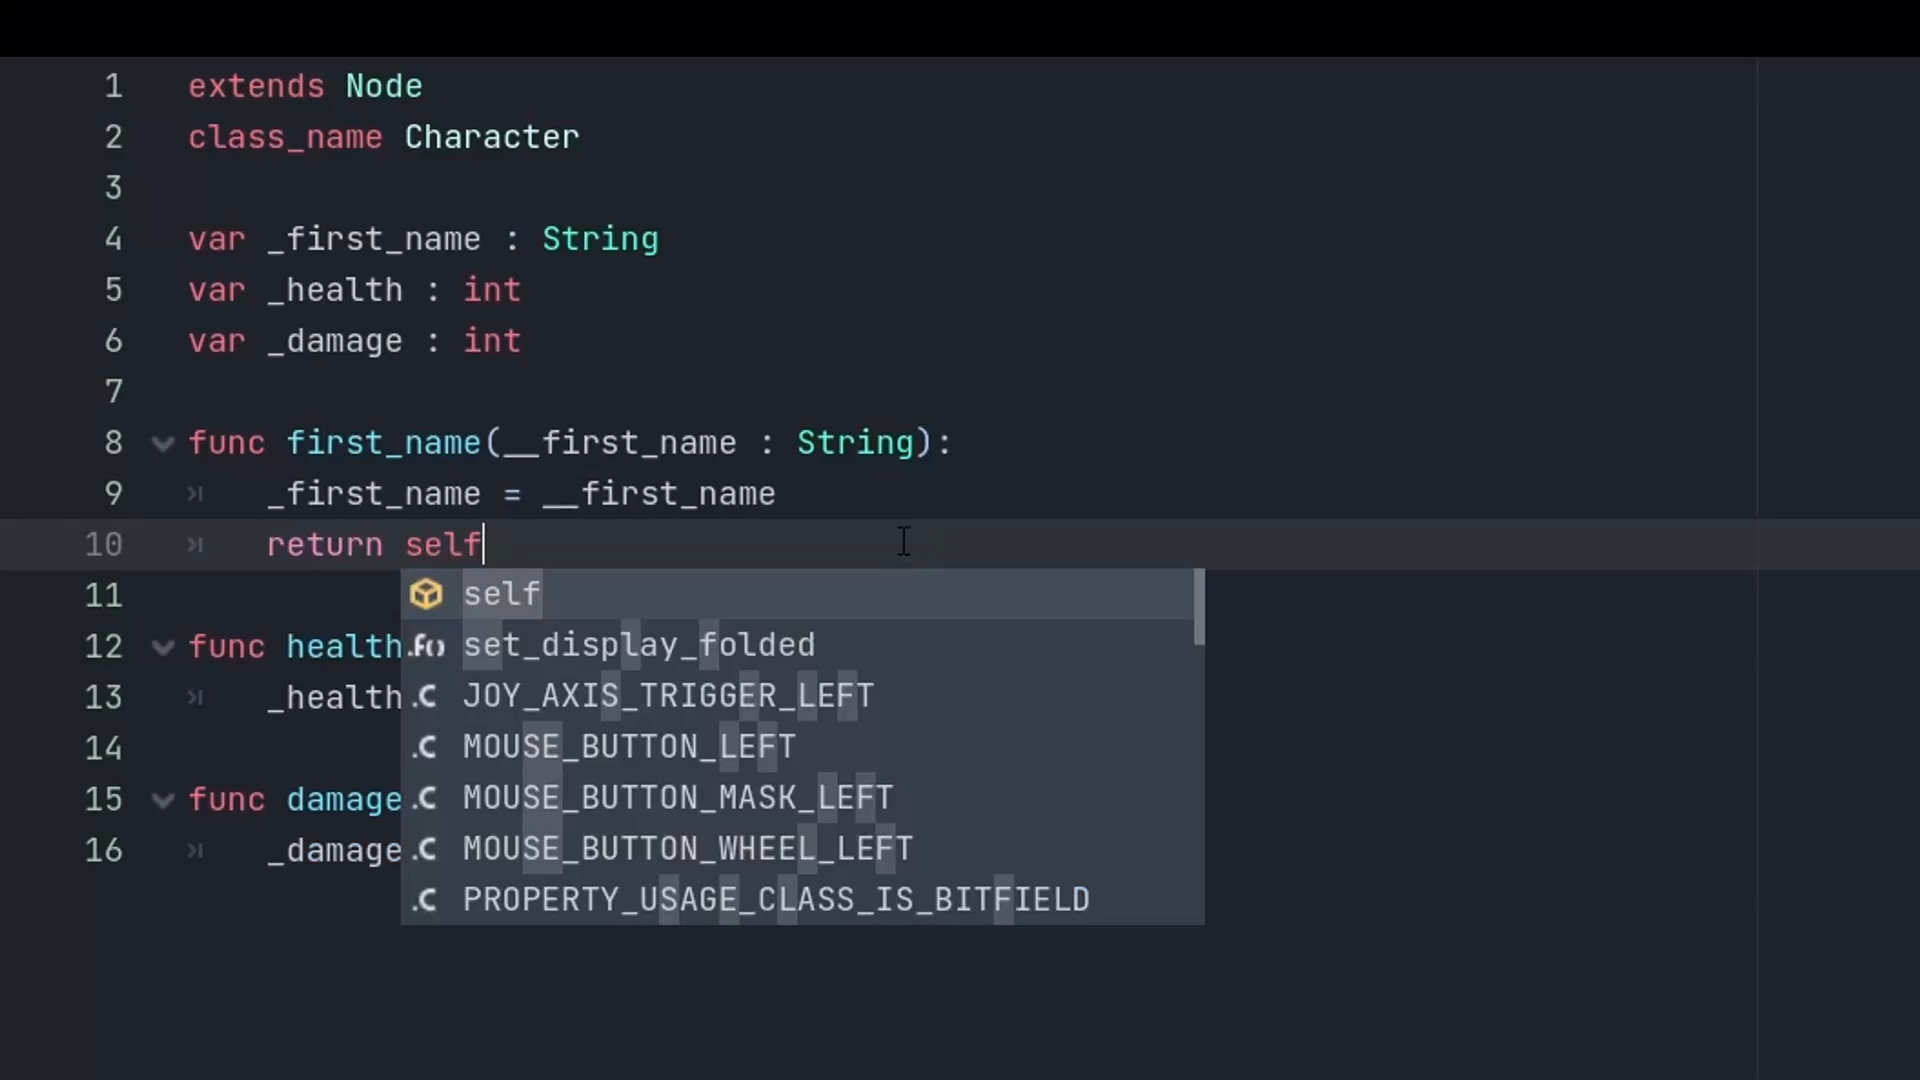 1 extends Node
2 class_name Character
3
4 var _first_name : String
5 var _health : int
6 var _damage : int
7
8 func first_name(__first_name : String):
9 _first_name = __first_name
10 return self
11 self
.f() set_display_folded
12 func health
13 _health .C JOY_AXIS_TRIGGER_LEFT
14 .C MOUSE_BUTTON_LEFT
15 func damage .C MOUSE_BUTTON_MASK_LEFT
16 _damage .C MOUSE_BUTTON_WHEEL_LEFT
.C PROPERTY_USAGE_CLASS_IS_BITFIELD